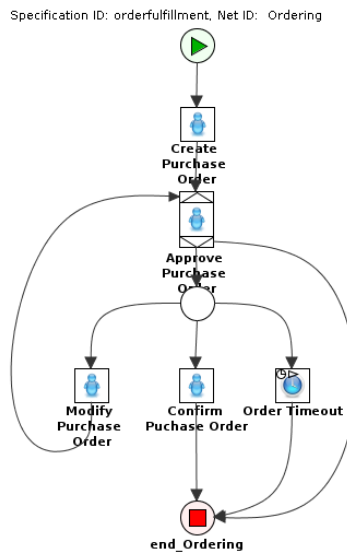 Specification ID: orderfulfillment, Net ID: Ordering
Create
Purchase
Order
Approve
Purchase
Order
Modify
Purchase
Order
Confirm
Puchase Order
Order Timeout
end_Ordering